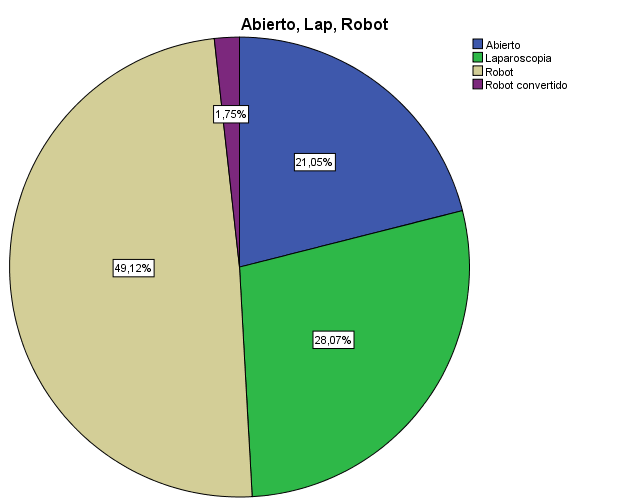 Abierto, Lap, Robot
Abierto
Laparoscopia
Robot
Robot convertido
1,75%
21,05%
49,12%
28,07%